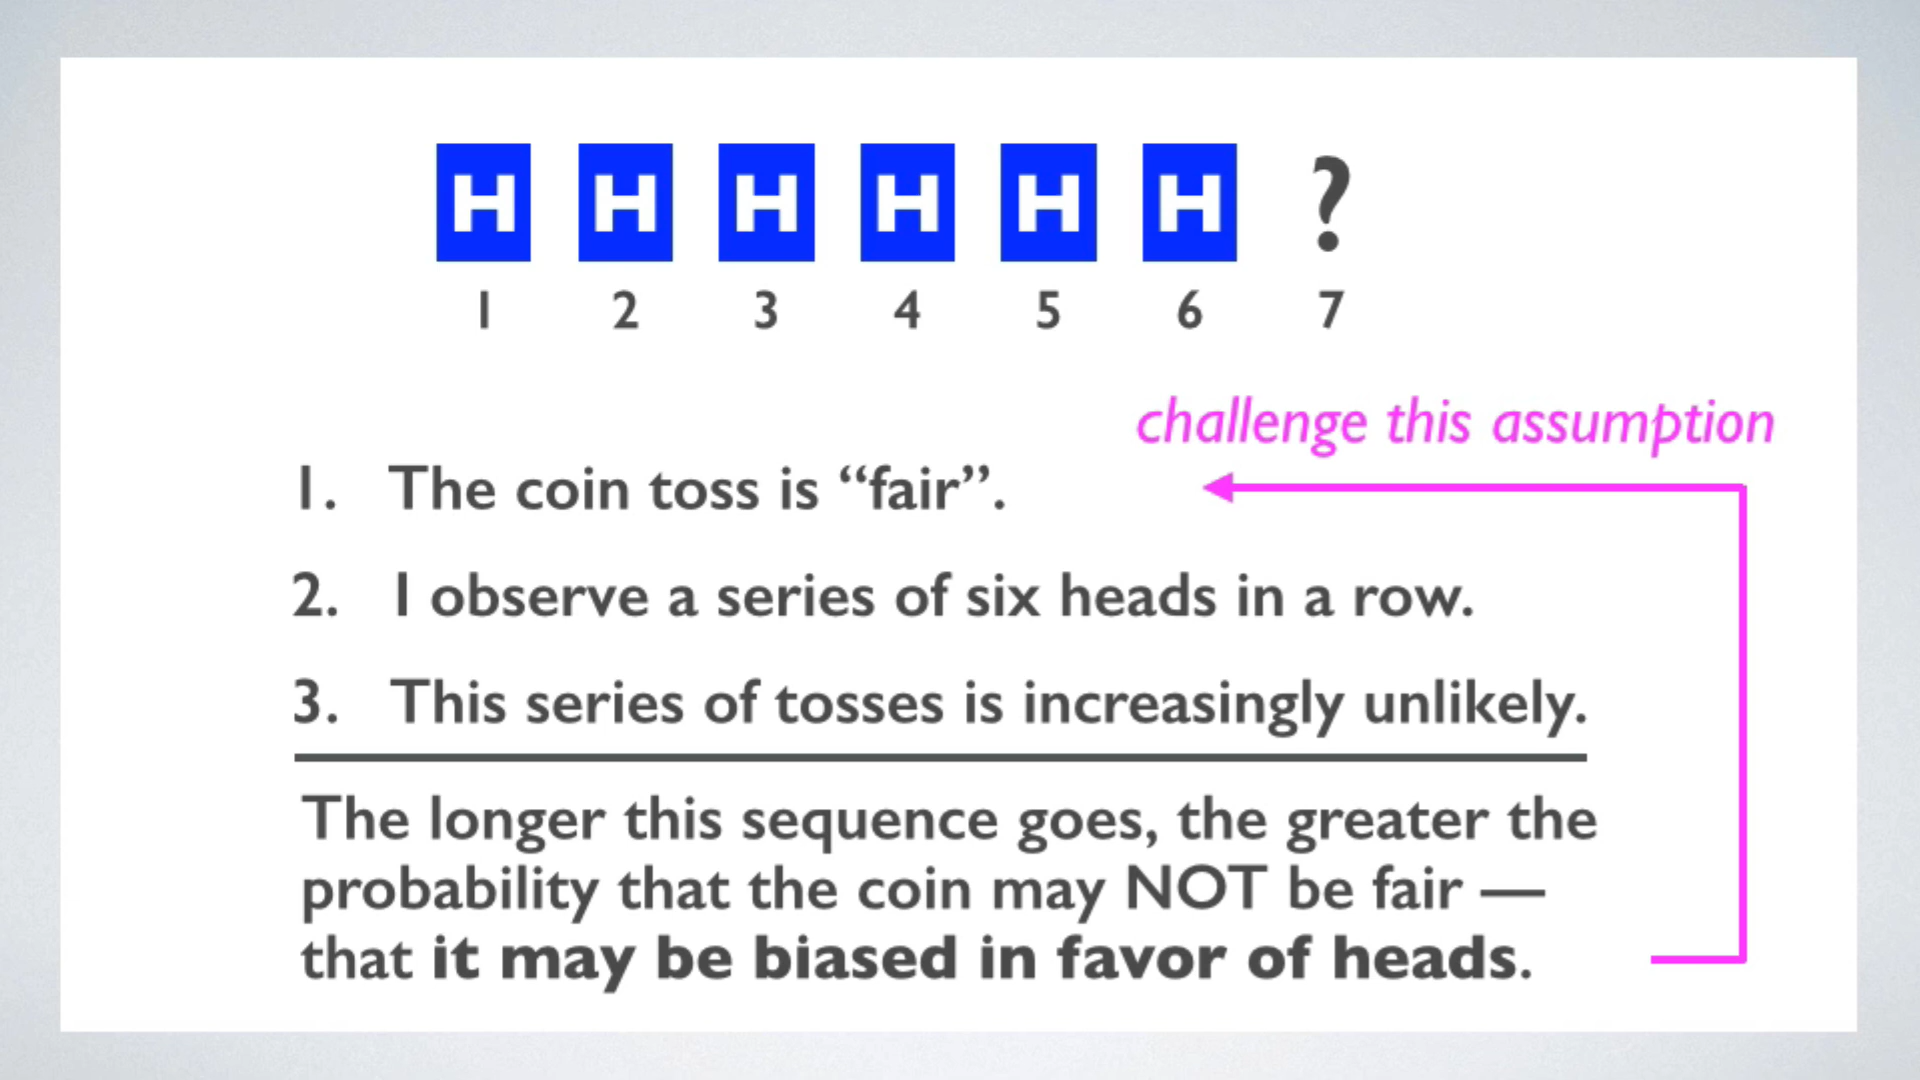 H H H H H H ?
1 2 3 4 5 6 7
challenge this assumption
1. The coin toss is “fair”.
2. I observe a series of six heads in a row.
3. This series of tosses is increasingly unlikely.
The longer this sequence goes, the greater the
probability that the coin may NOT be fair —
that it may be biased in favor of heads.